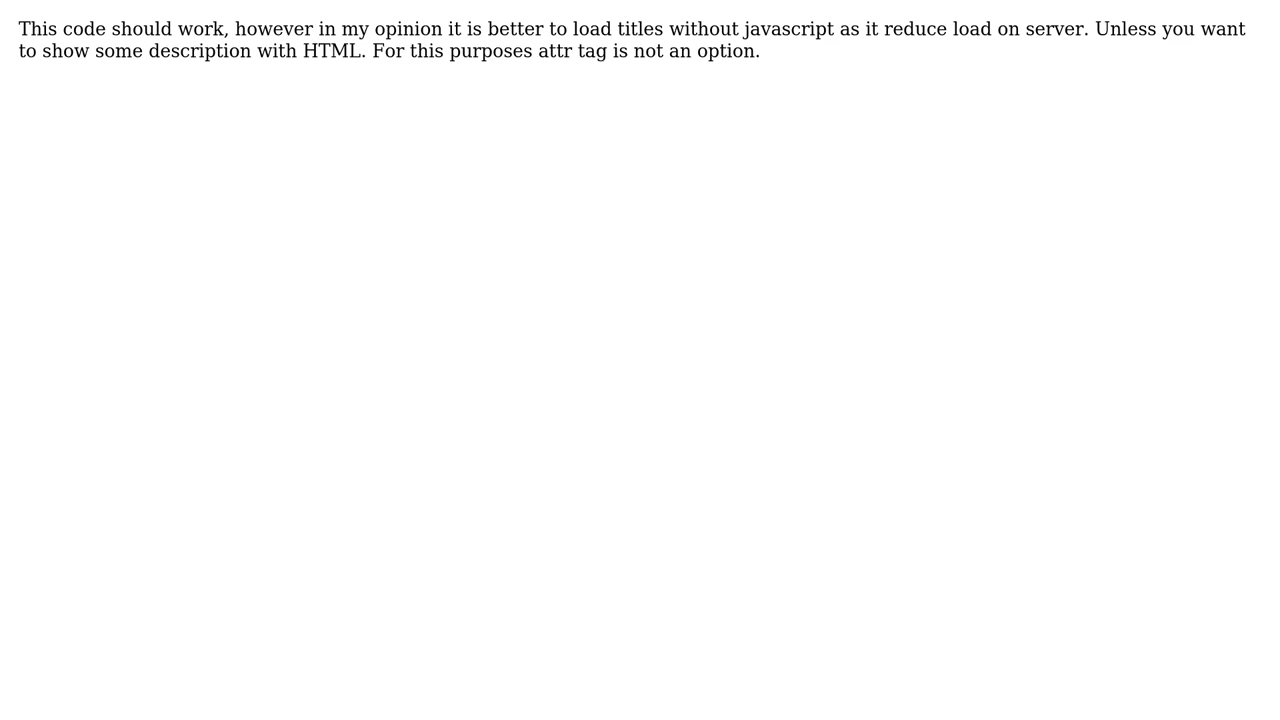 This code should work, however in my opinion it is better to load titles without javascript as it reduce load on server. Unless you want
to show some description with HTML. For this purposes attr tag is not an option.